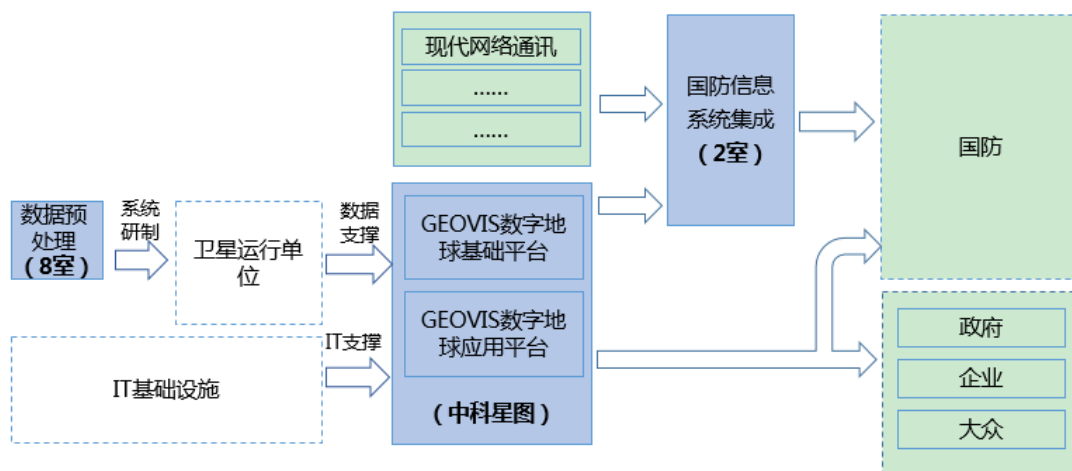 现代网络通讯
......
......
国防信息
系统集成
（2室）
国防
数据预
处理
（8室）
系统
研制
卫星运行单
位
数据
支撑
GEOVIS数字地
球基础平台
GEOVIS数字地
球应用平台
（中科星图）
IT基础设施
IT支撑
政府
企业
大众